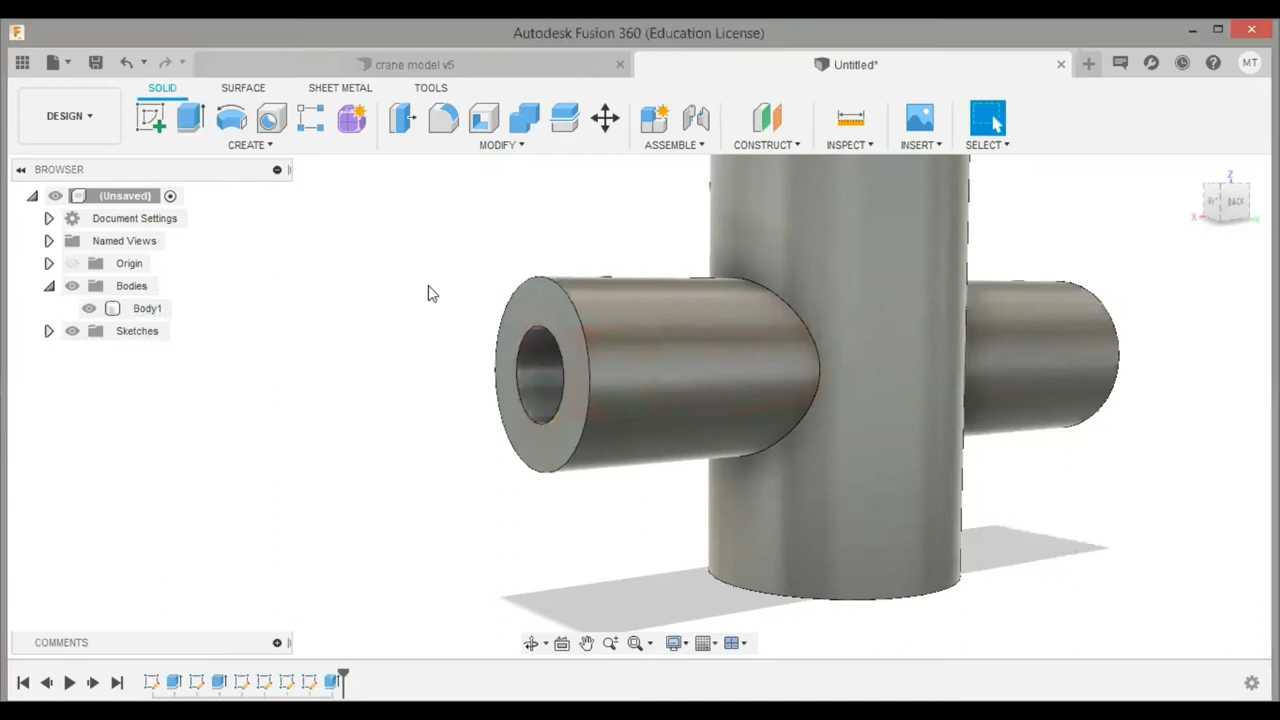 Autodesk Fusion 360 (Education License)
crane model v5
Untitled*
MT
SOLID SURFACE SHEET METAL TOOLS
DESIGN
CREATE MODIFY ASSEMBLE CONSTRUCT INSPECT INSERT SELECT
BROWSER
(Unsaved)
Document Settings
Named Views
Origin
Bodies
Body1
Sketches
Z
BACK
X
COMMENTS